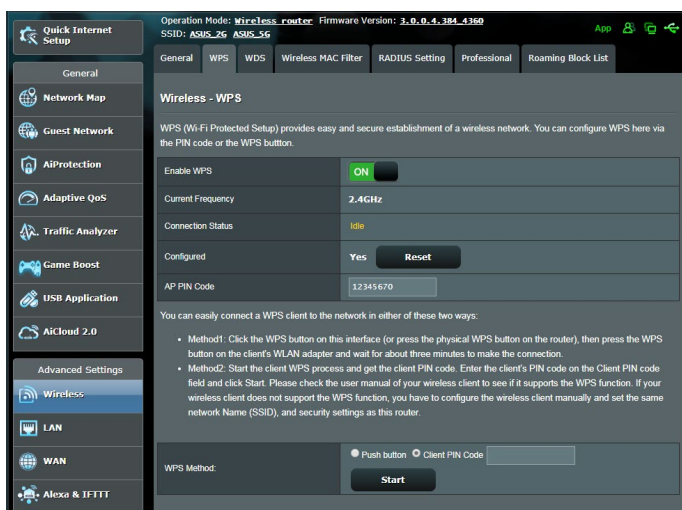 Quick Internet
Setup
General
Network Map
Guest Network
AiProtection
Adaptive QoS
Traffic Analyzer
Game Boost
USB Application
AiCloud 2.0
Advanced Settings
Wireless
LAN
WAN
Alexa & IFTTT
Operation Mode: Wireless router Firmware Version: 3.0.0.4.384_4360
SSID: ASUS_2G ASUS_5G
App
General WPS WDS Wireless MAC Filter RADIUS Setting Professional Roaming Block List
Wireless - WPS
WPS (Wi-Fi Protected Setup) provides easy and secure establishment of a wireless network. You can configure WPS here via
the PIN code or the WPS buttton.
Enable WPS ON
Current Frequency 2.4GHz
Connection Status Idle
Configured Yes Reset
AP PIN Code 12345670
You can easily connect a WPS client to the network in either of these two ways:
• Method1: Click the WPS button on this interface (or press the physical WPS button on the router), then press the WPS
button on the client's WLAN adapter and wait for about three minutes to make the connection.
• Method2: Start the client WPS process and get the client PIN code. Enter the client's PIN code on the Client PIN code
field and click Start. Please check the user manual of your wireless client to see if it supports the WPS function. If your
wireless client does not support the WPS function, you have to configure the wireless client manually and set the same
network Name (SSID), and security settings as this router.
WPS Method: Push button Client PIN Code
Start